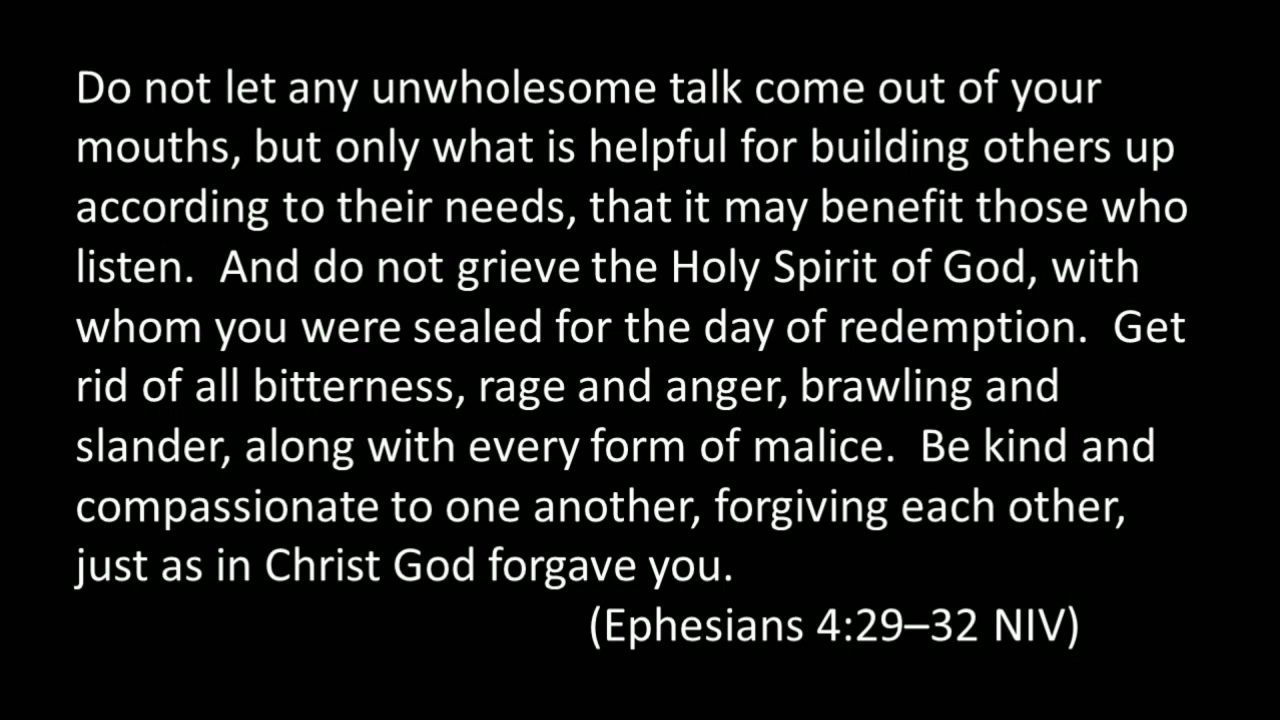 Do not let any unwholesome talk come out of your
mouths, but only what is helpful for building others up
according to their needs, that it may benefit those who
listen.  And do not grieve the Holy Spirit of God, with
whom you were sealed for the day of redemption.  Get
rid of all bitterness, rage and anger, brawling and
slander, along with every form of malice.  Be kind and
compassionate to one another, forgiving each other,
just as in Christ God forgave you.
(Ephesians 4:29–32 NIV)